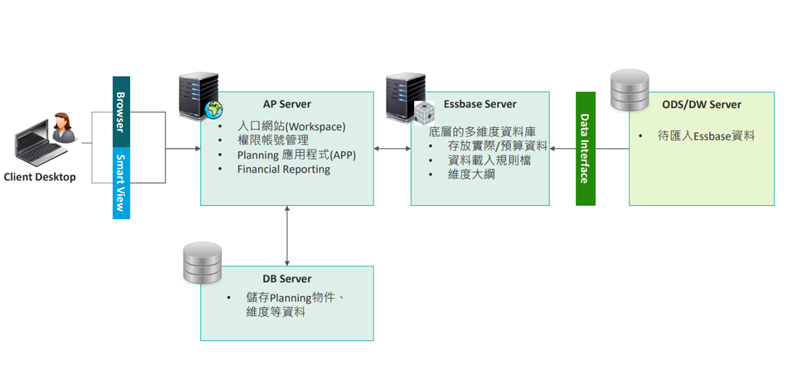 Client Desktop
Browser
Smart View
AP Server
• 入口網站(Workspace)
• 權限帳號管理
• Planning 應用程式(APP)
• Financial Reporting
Essbase Server
底層的多維度資料庫
• 存放實際/預算資料
• 資料載入規則檔
• 維度大綱
Data Interface
ODS/DW Server
• 待匯入Essbase資料
DB Server
• 儲存Planning物件、
維度等資料